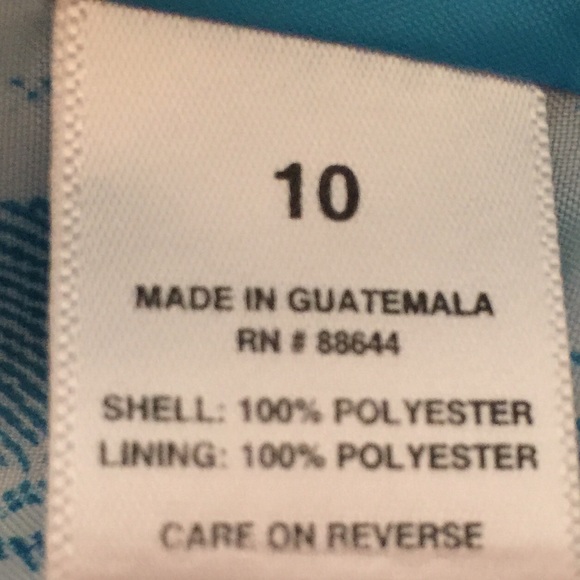 10
MADE IN GUATEMALA
RN # 88644
SHELL: 100% POLYESTER
LINING: 100% POLYESTER
CARE ON REVERSE